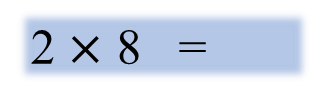 2 × 8 =